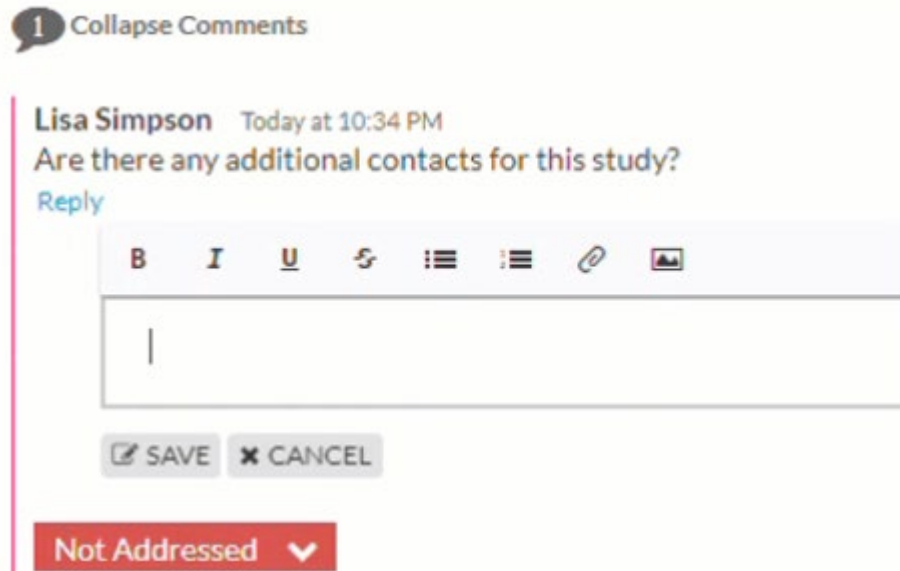 1 Collapse Comments
Lisa Simpson Today at 10:34 PM
Are there any additional contacts for this study?
Reply
B I U S
SAVE CANCEL
Not Addressed